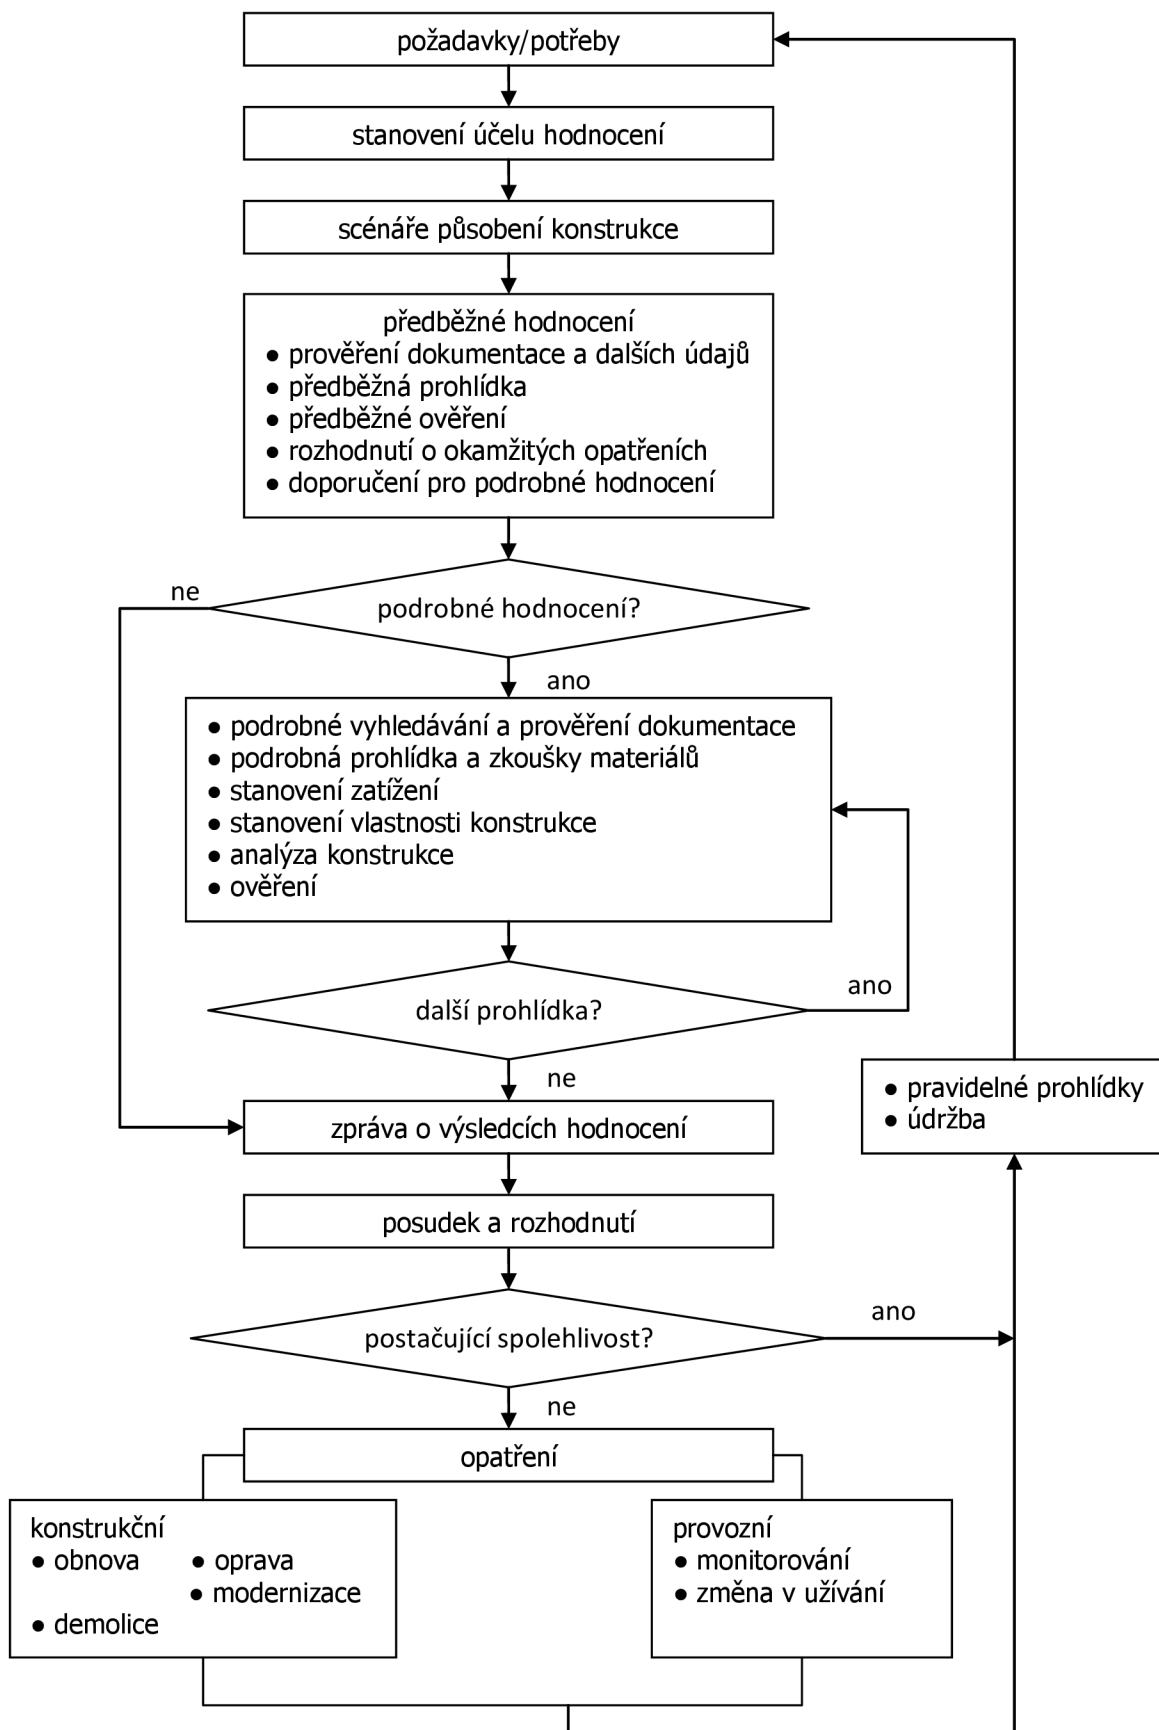 požadavky/potřeby
stanovení účelu hodnocení
scénáře působení konstrukce
předběžné hodnocení
● prověření dokumentace a dalších údajů
● předběžná prohlídka
● předběžné ověření
● rozhodnutí o okamžitých opatřeních
● doporučení pro podrobné hodnocení
ne
podrobné hodnocení?
ano
● podrobné vyhledávání a prověření dokumentace
● podrobná prohlídka a zkoušky materiálů
● stanovení zatížení
● stanovení vlastnosti konstrukce
● analýza konstrukce
● ověření
další prohlídka?
ano
ne
● pravidelné prohlídky
● údržba
zpráva o výsledcích hodnocení
posudek a rozhodnutí
postačující spolehlivost?
ano
ne
opatření
konstrukční
● obnova ● oprava
● modernizace
● demolice
provozní
● monitorování
● změna v užívání